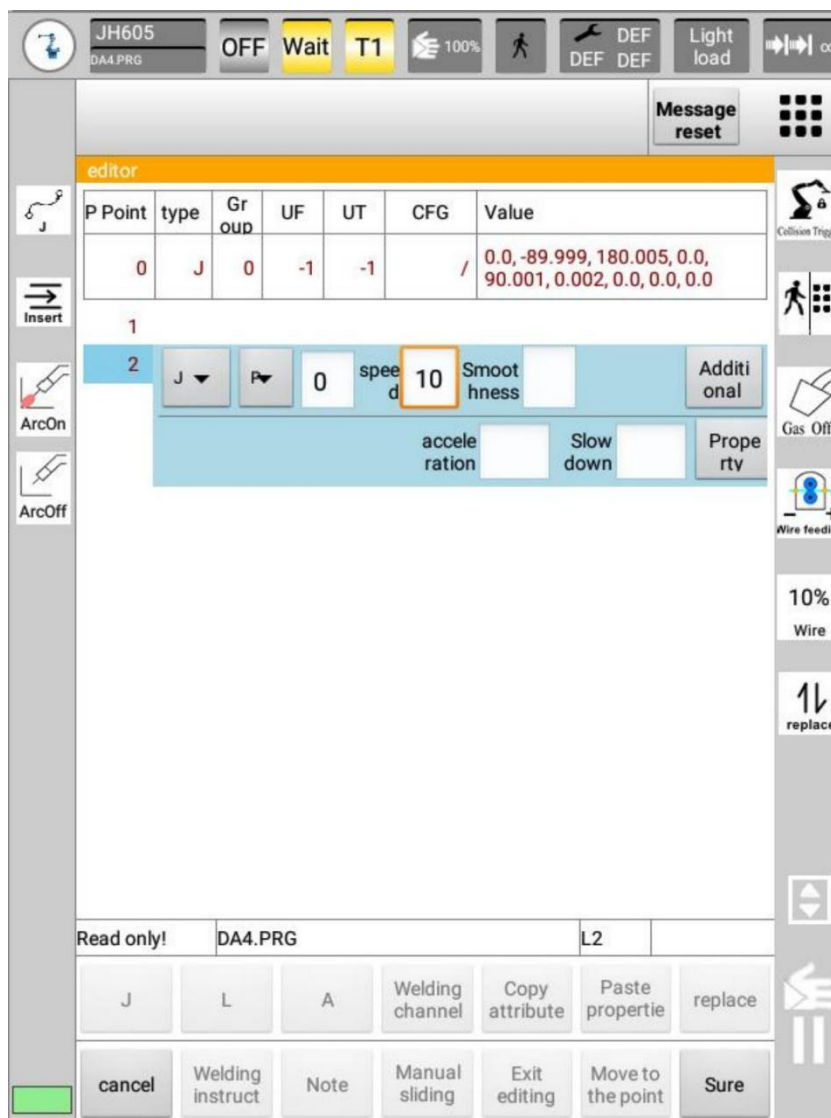 JH605
DA4.PRG
OFF
Wait
T1
100%
DEF
DEF DEF
Light
load
Message
reset
editor
P Point
type
Gr
oup
UF
UT
CFG
Value
0
J
0
-1
-1
/
0.0, -89.999, 180.005, 0.0,
90.001, 0.002, 0.0, 0.0, 0.0
1
2
J
P
0
spee
d
10
Smoot
hness
Additi
onal
accele
ration
Slow
down
Prope
rty
J
Insert
ArcOn
ArcOff
Collision Trig
Gas Off
Wire feedi
10%
Wire
replace
Read only!
DA4.PRG
L2
J
L
A
Welding
channel
Copy
attribute
Paste
propertie
replace
cancel
Welding
instruct
Note
Manual
sliding
Exit
editing
Move to
the point
Sure